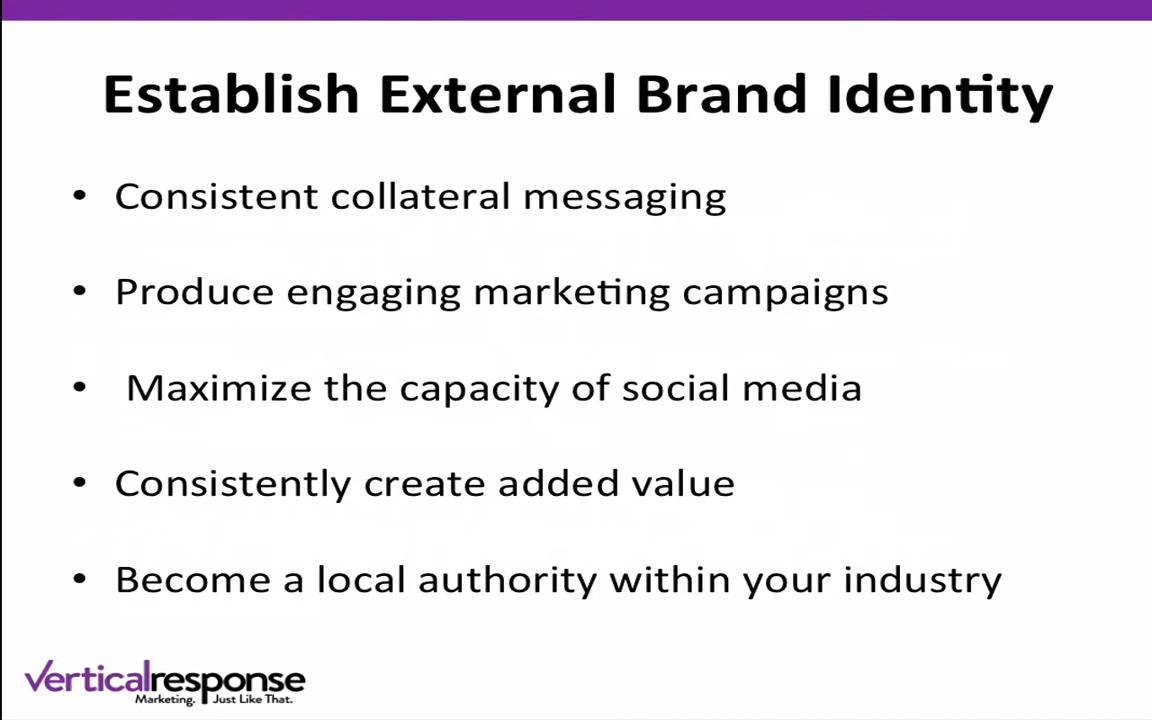 Establish External Brand Identity
• Consistent collateral messaging
• Produce engaging marketing campaigns
• Maximize the capacity of social media
• Consistently create added value
• Become a local authority within your industry
verticalresponse
Marketing. Just Like That.